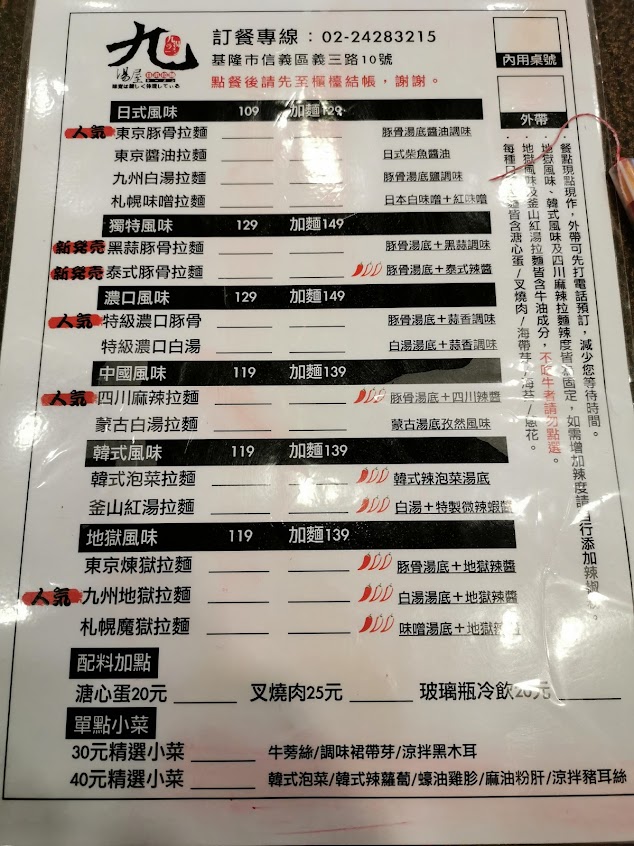 九
湯屋
日式拉麵
訂餐專線：02-24283215
基隆市信義區義三路10號
點餐後請先至櫃檯結帳，謝謝。
內用桌號
外帶
日式風味 109 加麵129
人氣 東京豚骨拉麵 豚骨湯底醬油調味
東京醬油拉麵 日式柴魚醬油
九州白湯拉麵 豚骨湯底鹽調味
札幌味噌拉麵 日本白味噌＋紅味噌
獨特風味 129 加麵149
新發売 黑蒜豚骨拉麵 豚骨湯底＋黑蒜調味
新發売 泰式豚骨拉麵 豚骨湯底＋泰式辣醬
濃口風味 129 加麵149
人氣 特級濃口豚骨 豚骨湯底＋蒜香調味
特級濃口白湯 白湯湯底＋蒜香調味
中國風味 119 加麵139
人氣 四川麻辣拉麵 豚骨湯底＋四川辣醬
蒙古白湯拉麵 蒙古湯底孜然風味
韓式風味 119 加麵139
韓式泡菜拉麵 韓式辣泡菜湯底
釜山紅湯拉麵 白湯＋特製微辣蝦醬
地獄風味 119 加麵139
東京煉獄拉麵 豚骨湯底＋地獄辣醬
人氣 九州地獄拉麵 白湯湯底＋地獄辣醬
札幌魔獄拉麵 味噌湯底＋地獄辣
・餐點現點現作，外帶可先打電話預訂，減少您等待時間。
・地獄風味、韓式風味及四川麻辣拉麵辣度皆為固定，如需增加辣度請自行添加辣椒
・地獄風味及釜山紅湯拉麵皆含牛油成分，不吃牛者請勿點選。
・每種口 麵皆含溏心蛋/叉燒肉/海帶芽/海苔/蔥花。
配料加點
溏心蛋20元 叉燒肉25元 玻璃瓶冷飲20元
單點小菜
30元精選小菜 牛蒡絲/調味裙帶芽/涼拌黑木耳
40元精選小菜 韓式泡菜/韓式辣蘿蔔/蠔油雞胗/麻油粉肝/涼拌豬耳絲